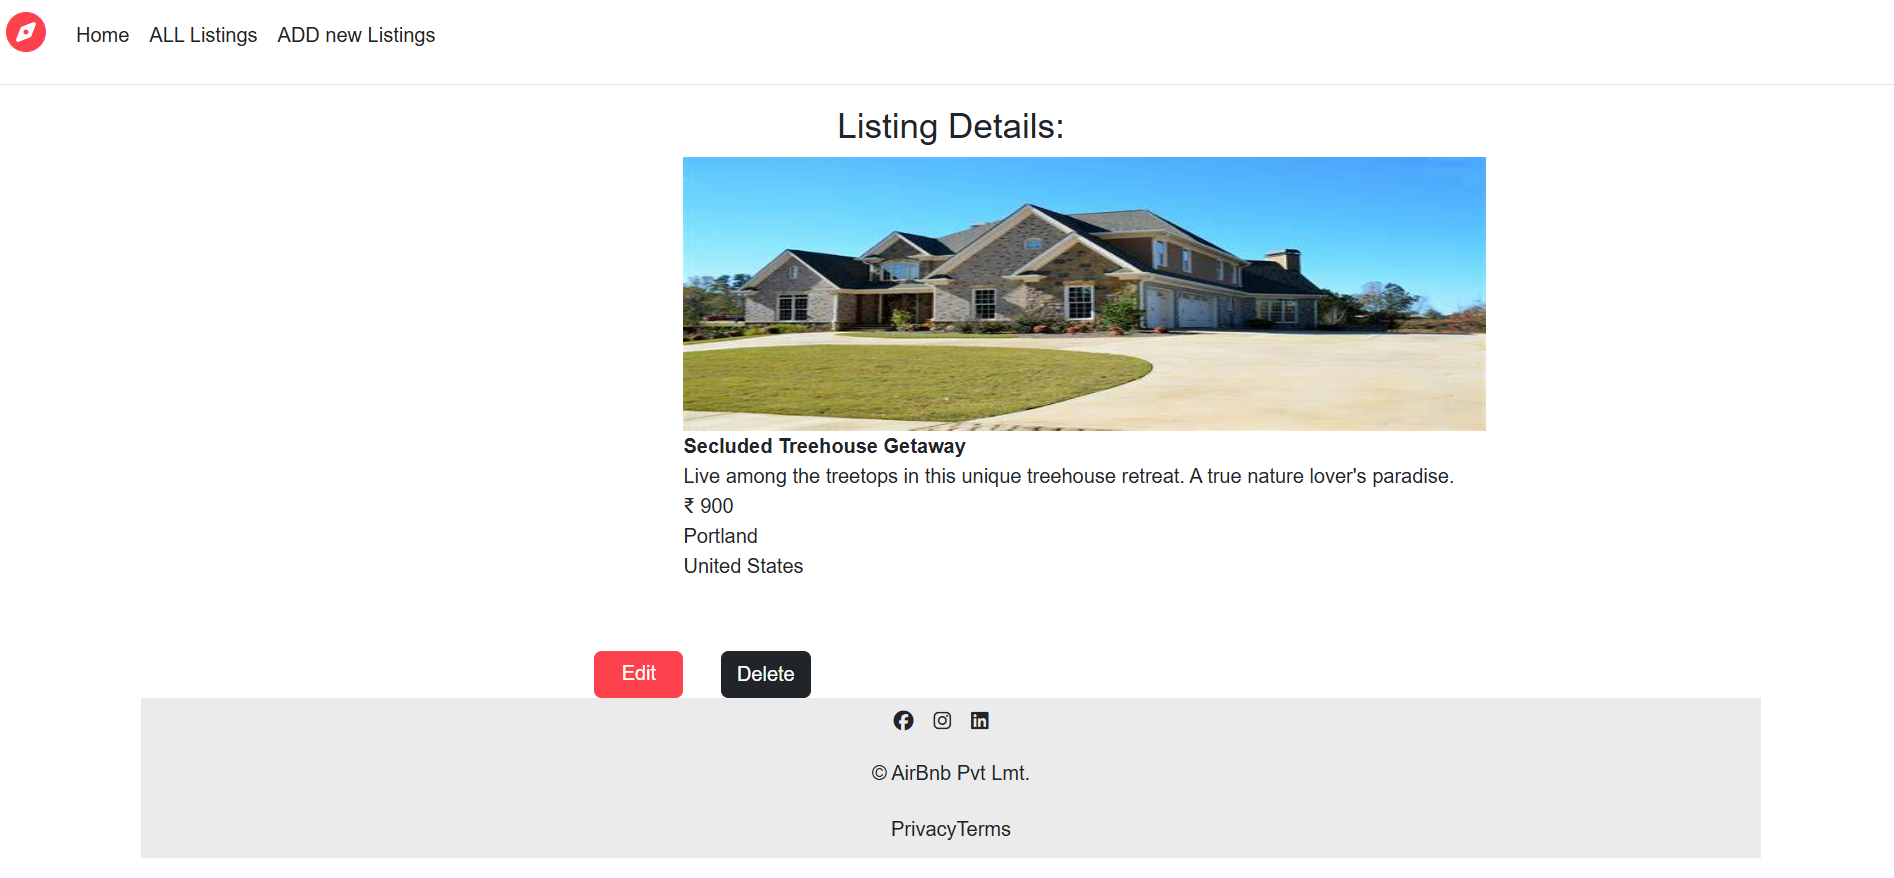 Home ALL Listings ADD new Listings
Listing Details:
Secluded Treehouse Getaway
Live among the treetops in this unique treehouse retreat. A true nature lover's paradise.
₹ 900
Portland
United States
Edit Delete
© AirBnb Pvt Lmt.
PrivacyTerms